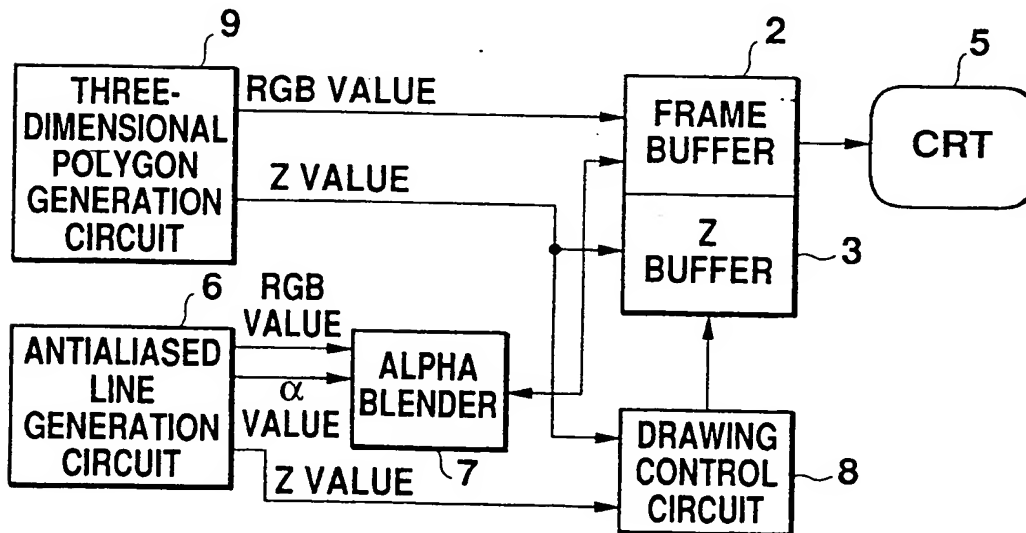 9
THREE-
DIMENSIONAL
POLYGON
GENERATION
CIRCUIT
RGB VALUE
Z VALUE
2
FRAME
BUFFER
Z
BUFFER
3
5
CRT
6
ANTIALIASED
LINE
GENERATION
CIRCUIT
RGB
VALUE
α
VALUE
Z VALUE
ALPHA
BLENDER
7
DRAWING
CONTROL
CIRCUIT
8